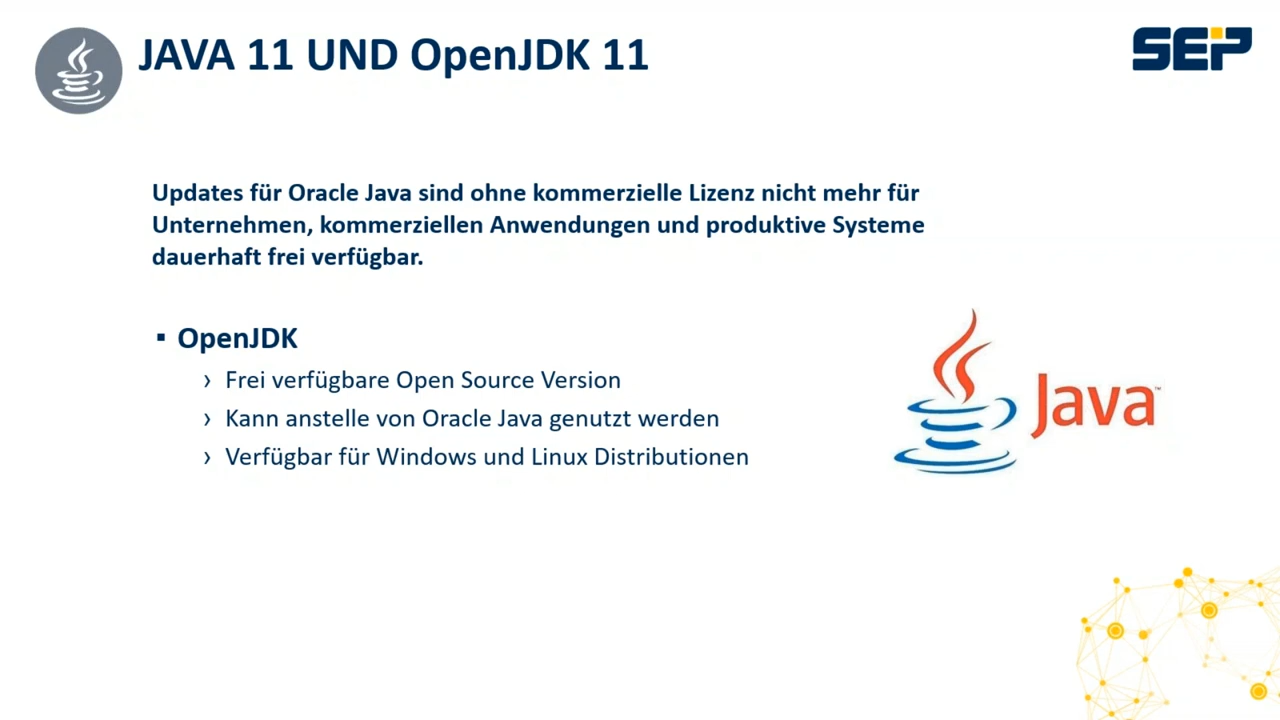 JAVA 11 UND OpenJDK 11
SEP
Updates für Oracle Java sind ohne kommerzielle Lizenz nicht mehr für
Unternehmen, kommerziellen Anwendungen und produktive Systeme
dauerhaft frei verfügbar.
▪ OpenJDK
› Frei verfügbare Open Source Version
› Kann anstelle von Oracle Java genutzt werden
› Verfügbar für Windows und Linux Distributionen
Java™